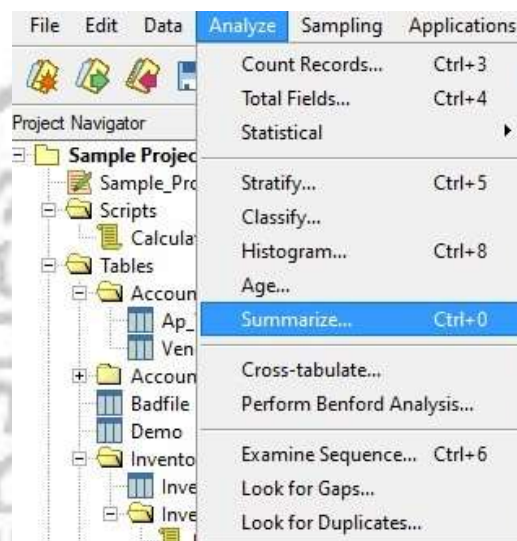 File Edit Data Analyze Sampling Applications
Count Records... Ctrl+3
Total Fields... Ctrl+4
Statistical
Stratify... Ctrl+5
Classify...
Histogram... Ctrl+8
Age...
Summarize... Ctrl+0
Cross-tabulate...
Perform Benford Analysis...
Examine Sequence... Ctrl+6
Look for Gaps...
Look for Duplicates...
Project Navigator
Sample Projec
Sample_Pro
Scripts
Calcula
Tables
Accoun
Ap_
Ven
Accoun
Badfile
Demo
Invento
Inve
Inve